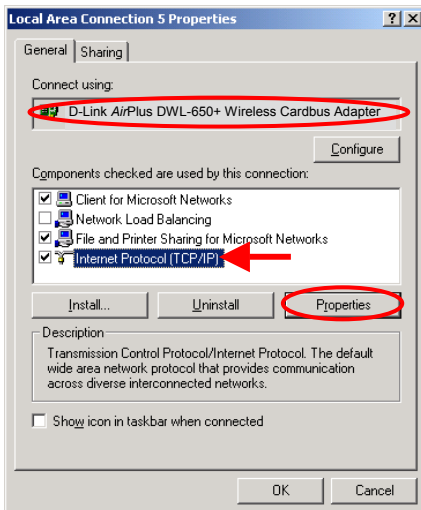 Local Area Connection 5 Properties
General Sharing
Connect using:
D-Link AirPlus DWL-650+ Wireless Cardbus Adapter
Configure
Components checked are used by this connection:
Client for Microsoft Networks
Network Load Balancing
File and Printer Sharing for Microsoft Networks
Internet Protocol (TCP/IP)
Install... Uninstall Properties
Description
Transmission Control Protocol/Internet Protocol. The default
wide area network protocol that provides communication
across diverse interconnected networks.
Show icon in taskbar when connected
OK Cancel